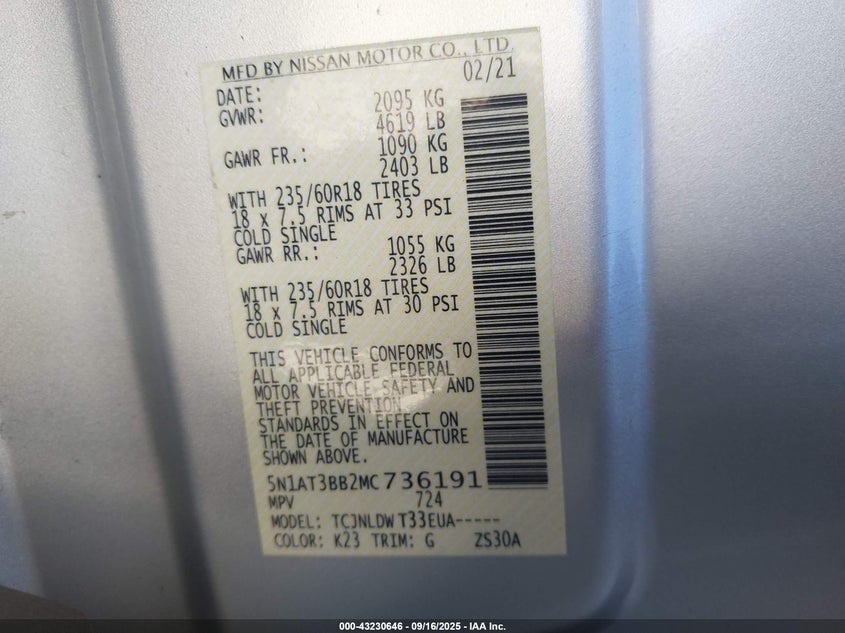 MFD BY NISSAN MOTOR CO., LTD.
DATE: 02/21
GVWR: 2095 KG
4619 LB
GAWR FR.: 1090 KG
2403 LB
WITH 235/60R18 TIRES
18 x 7.5 RIMS AT 33 PSI
COLD SINGLE
GAWR RR.: 1055 KG
2326 LB
WITH 235/60R18 TIRES
18 x 7.5 RIMS AT 30 PSI
COLD SINGLE
THIS VEHICLE CONFORMS TO
ALL APPLICABLE FEDERAL
MOTOR VEHICLE SAFETY AND
THEFT PREVENTION
STANDARDS IN EFFECT ON
THE DATE OF MANUFACTURE
SHOWN ABOVE.
5N1AT3BB2MC736191
MPV 724
MODEL: TCJNLDW T33EUA-----
COLOR: K23 TRIM: G ZS30A
000-43230646 - 09/16/2025 - IAA Inc.